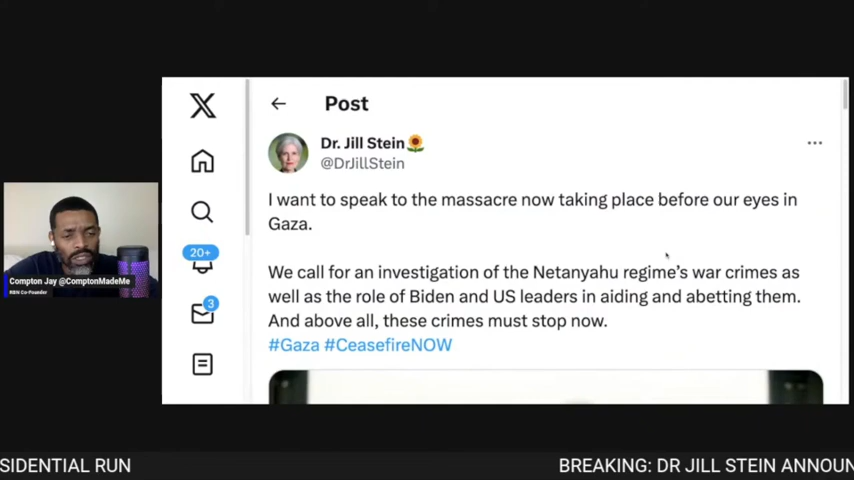 Post
Dr. Jill Stein🌻
@DrJillStein
I want to speak to the massacre now taking place before our eyes in
Gaza.
We call for an investigation of the Netanyahu regime's war crimes as
well as the role of Biden and US leaders in aiding and abetting them.
And above all, these crimes must stop now.
#Gaza #CeasefireNOW
20+
3
Compton Jay @ComptonMadeMe
RBN Co-Founder
SIDENTIAL RUN
BREAKING: DR JILL STEIN ANNOUN